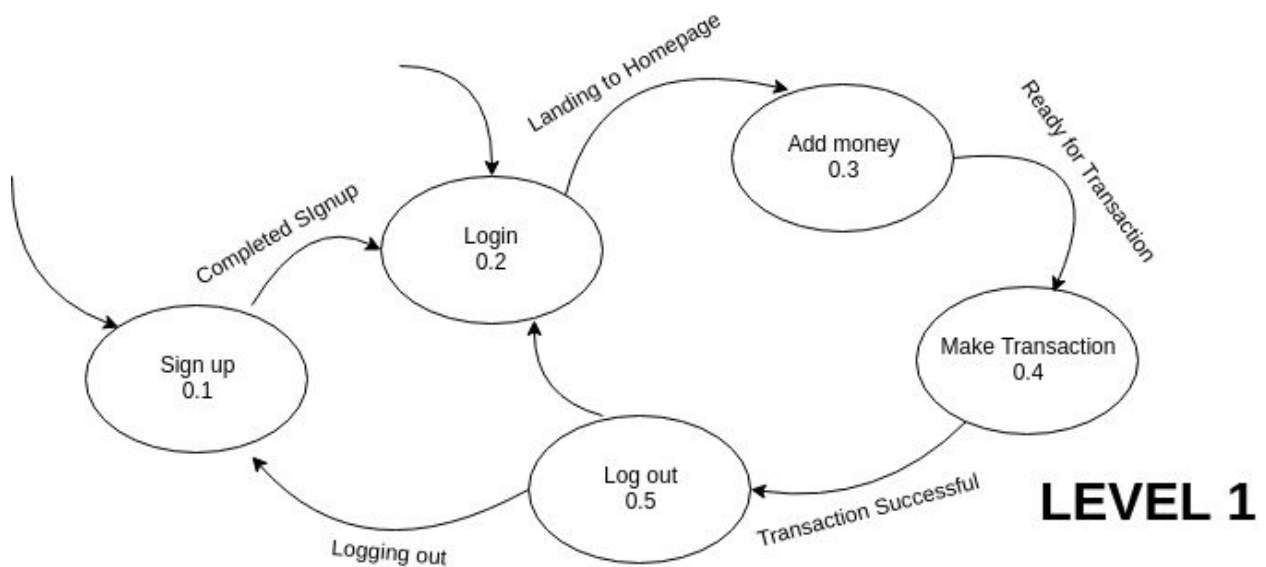 Landing to Homepage
Ready for Transaction
Add money
0.3
Completed SIgnup
Login
0.2
Sign up
0.1
Make Transaction
0.4
Log out
0.5
Transaction Successful
LEVEL 1
Logging out